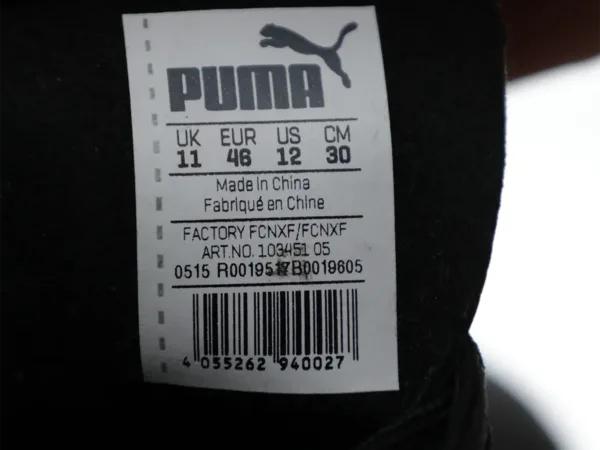 PUMA
UK EUR US CM
11 46 12 30
Made in China
Fabriqué en Chine
FACTORY FCNXF/FCNXF
ART.NO. 103451 05
0515
4 055262 940027